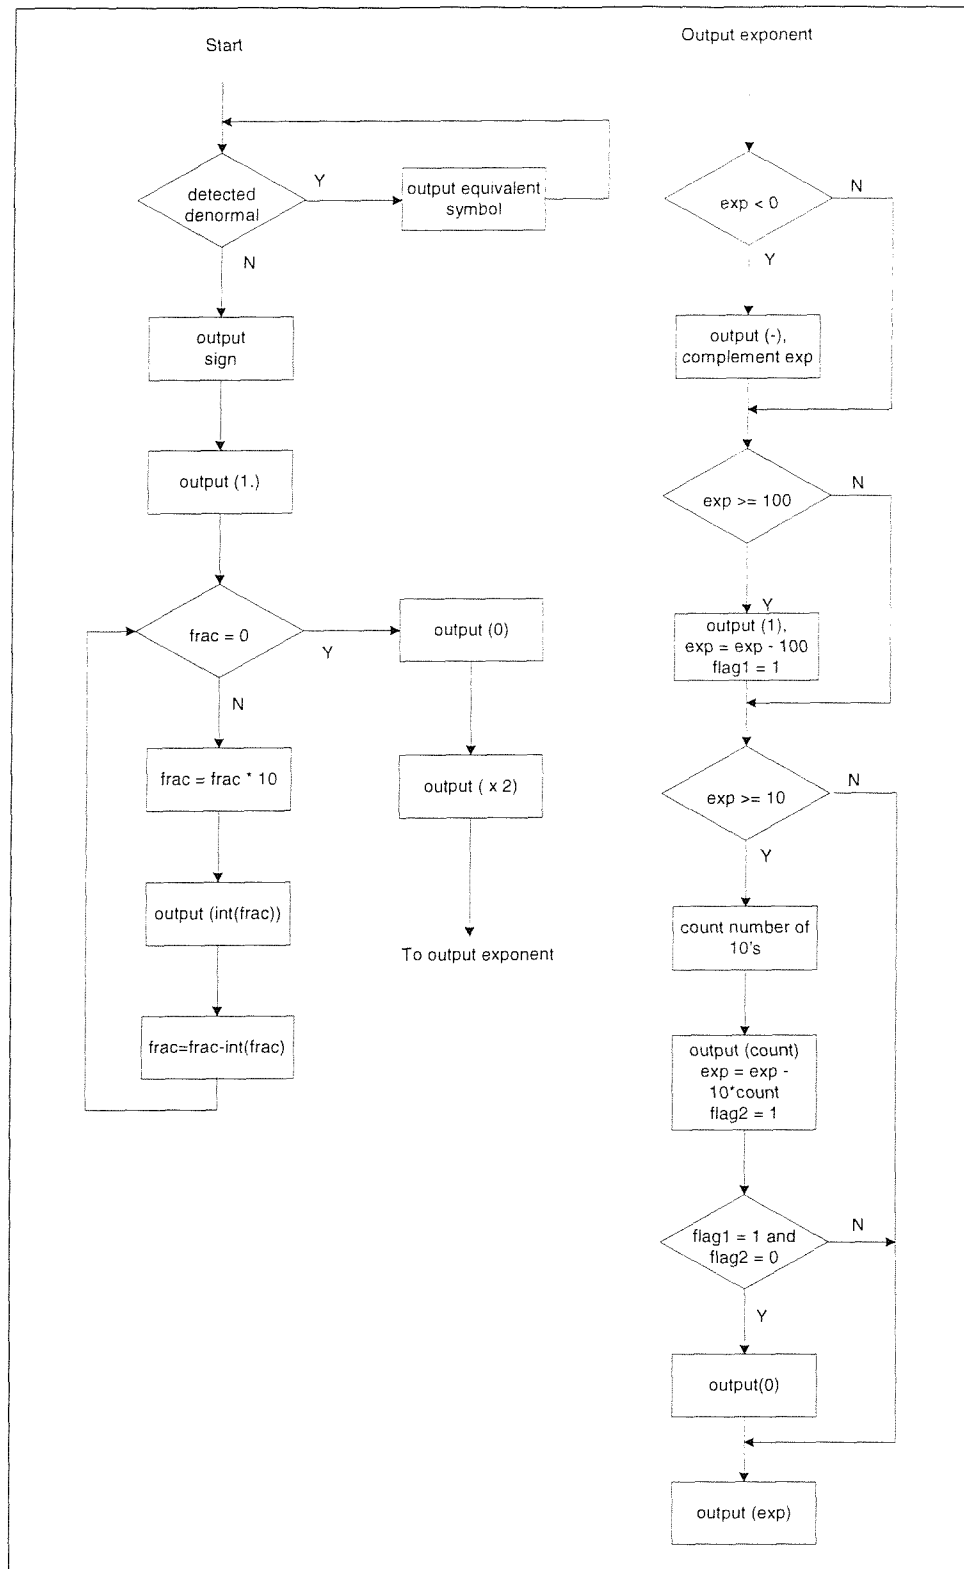 Start
detected
denormal
Y
output equivalent
symbol
N
output
sign
output (1.)
frac = 0
Y
output (0)
N
frac = frac * 10
output ( x 2)
output (int(frac))
To output exponent
frac=frac-int(frac)
Output exponent
exp < 0
N
Y
output (-),
complement exp
exp >= 100
N
Y
output (1),
exp = exp - 100
flag1 = 1
exp >= 10
N
Y
count number of
10's
output (count)
exp = exp -
10*count
flag2 = 1
flag1 = 1 and
flag2 = 0
N
Y
output(0)
output (exp)